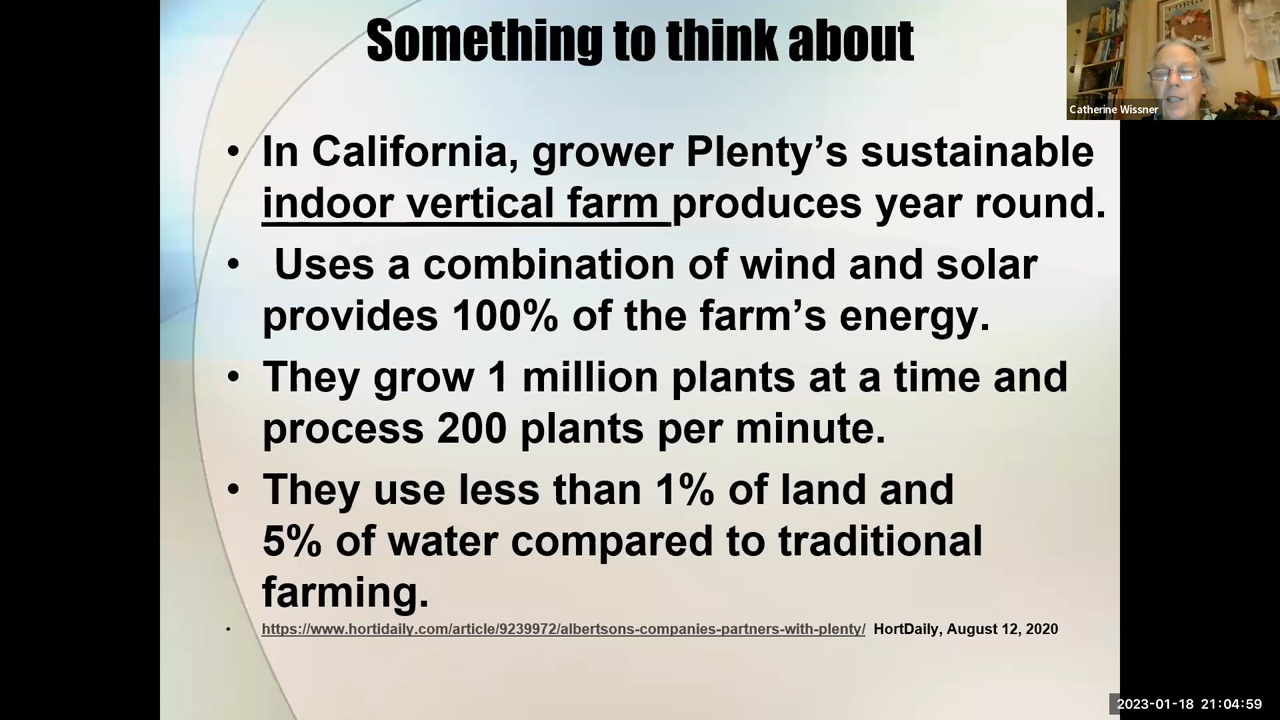 Something to think about
CORGI
Catherine Wissner
• In California, grower Plenty’s sustainable
indoor vertical farm produces year round.
• Uses a combination of wind and solar
provides 100% of the farm’s energy.
• They grow 1 million plants at a time and
process 200 plants per minute.
• They use less than 1% of land and
5% of water compared to traditional
farming.
• https://www.hortidaily.com/article/9239972/albertsons-companies-partners-with-plenty/ HortDaily, August 12, 2020
2023-01-18 21:04:59